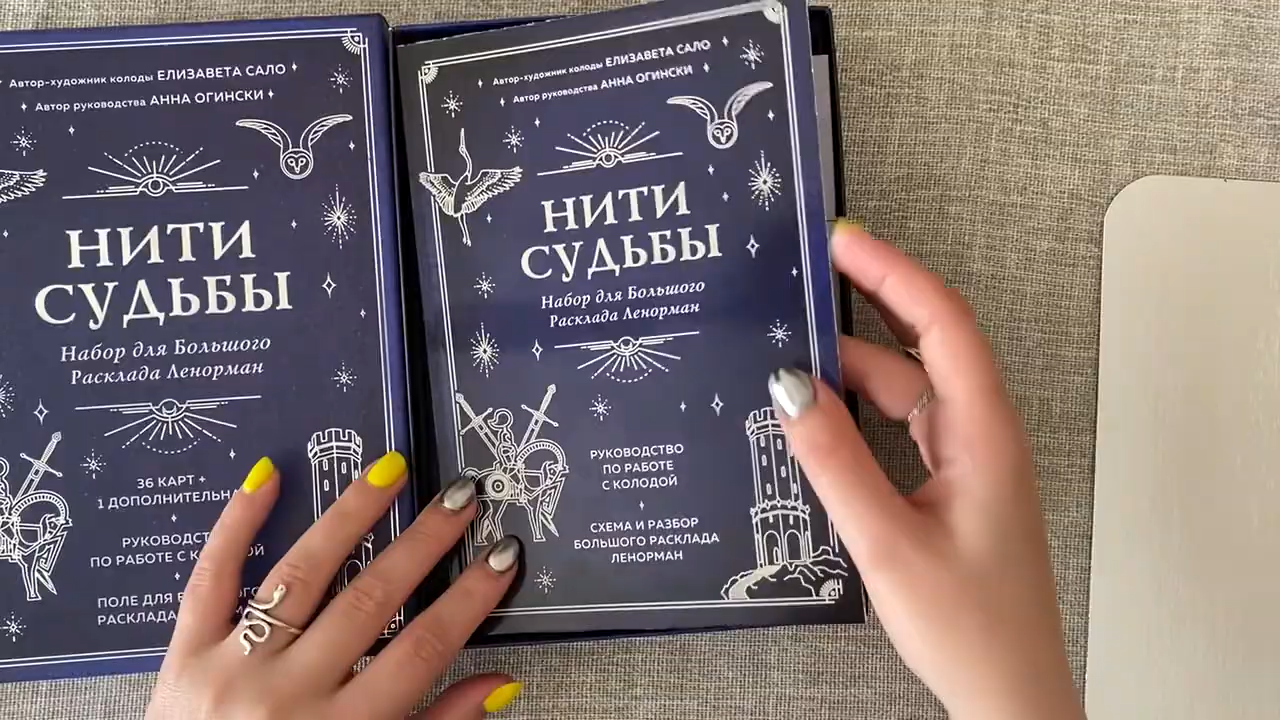 Автор-художник колоды ЕЛИЗАВЕТА САЛО
Автор руководства АННА ОГИНСКИ
НИТИ
СУДЬБЫ
Набор для Большого
Расклада Ленорман
36 КАРТ +
1 ДОПОЛНИТЕЛЬНА
ПО РАБОТЕ С
ПОЛЕ ДЛЯ
РАСКЛАДА
Автор-художник колоды ЕЛИЗАВЕТА САЛО
Автор руководства АННА ОГИНСКИ
НИТИ
СУДЬБЫ
Набор для Большого
Расклада Ленорман
РУКОВОДСТВО
ПО РАБОТЕ
С КОЛОДОЙ
СХЕМА И РАЗБОР
БОЛЬШОГО РАСКЛАДА
ЛЕНОРМАН